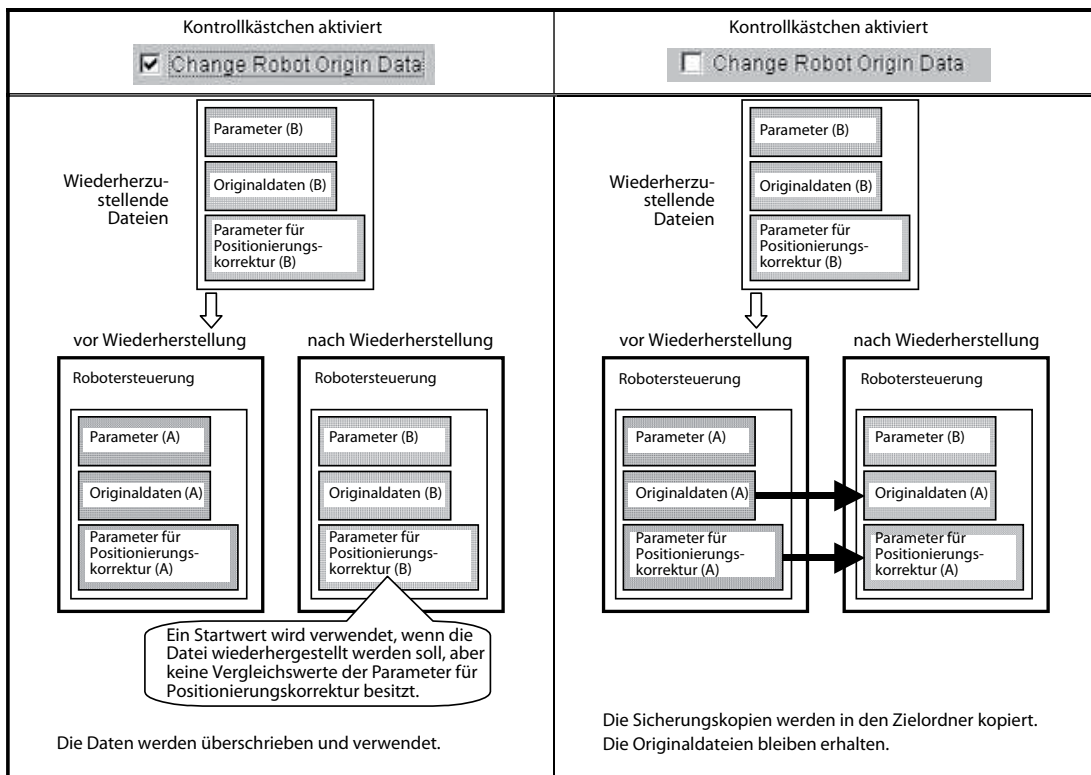 Kontrollkästchen aktiviert
Change Robot Origin Data
Parameter (B)
Originaldaten (B)
Parameter für
Positionierungs-
korrektur (B)
Wiederherzu-
stellende
Dateien
vor Wiederherstellung
nach Wiederherstellung
Robotersteuerung
Parameter (A)
Originaldaten (A)
Parameter für
Positionierungs-
korrektur (A)
Robotersteuerung
Parameter (B)
Originaldaten (B)
Parameter für
Positionierungs-
korrektur (B)
Ein Startwert wird verwendet, wenn die
Datei wiederhergestellt werden soll, aber
keine Vergleichswerte der Parameter für
Positionierungskorrektur besitzt.
Die Daten werden überschrieben und verwendet.
Kontrollkästchen aktiviert
Change Robot Origin Data
Parameter (B)
Originaldaten (B)
Parameter für
Positionierungs-
korrektur (B)
Wiederherzu-
stellende
Dateien
vor Wiederherstellung
nach Wiederherstellung
Robotersteuerung
Parameter (A)
Originaldaten (A)
Parameter für
Positionierungs-
korrektur (A)
Robotersteuerung
Parameter (B)
Originaldaten (A)
Parameter für
Positionierungs-
korrektur (A)
Die Sicherungskopien werden in den Zielordner kopiert.
Die Originaldateien bleiben erhalten.